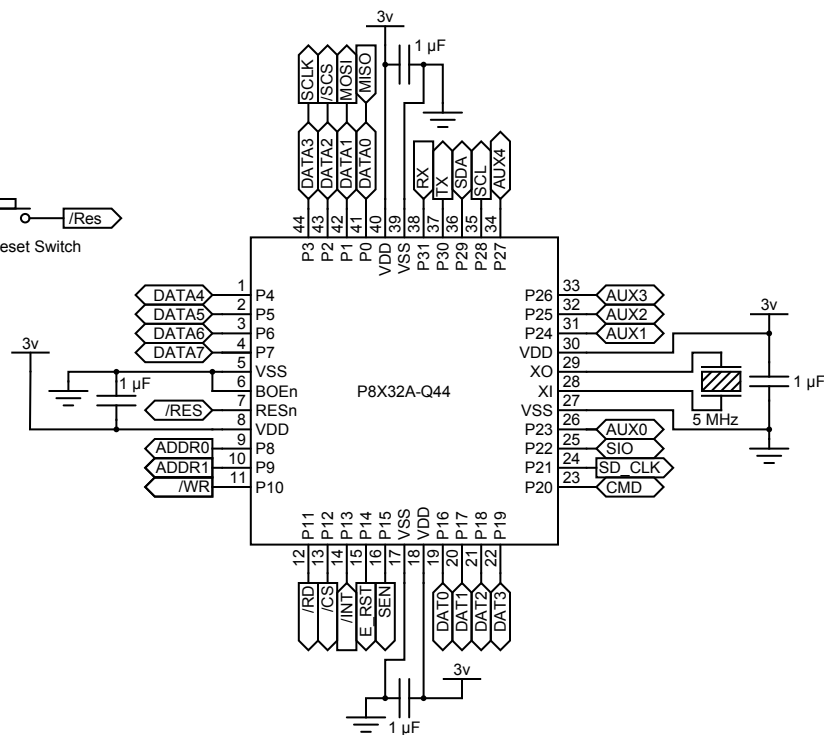 3v
1 µF
SCLK
/SCS
MOSI
MISO
DATA3
DATA2
DATA1
DATA0
RX
TX
SDA
SCL
AUX4
44
43
42
41
40
39
38
37
36
35
34
P3
P2
P1
P0
VDD
VSS
P31
P30
P29
P28
P27
/Res
eset Switch
DATA4 1 P4
DATA5 2 P5
DATA6 3 P6
DATA7 4 P7
5 VSS
6 BOEn
/RES 7 RESn
8 VDD
ADDR0 9 P8
ADDR1 10 P9
/WR 11 P10
3v
1 µF
P8X32A-Q44
P26 33 AUX3
P25 32 AUX2
P24 31 AUX1
VDD 30
XO 29
XI 28
VSS 27
P23 26 AUX0
P22 25 SIO
P21 24 SD_CLK
P20 23 CMD
3v
1 µF
5 MHz
P11
P12
P13
P14
P15
VSS
VDD
P16
P17
P18
P19
12
13
14
15
16
17
18
19
20
21
22
/RD
/CS
/INT
E_RST
SEN
DAT0
DAT1
DAT2
DAT3
3v
1 µF